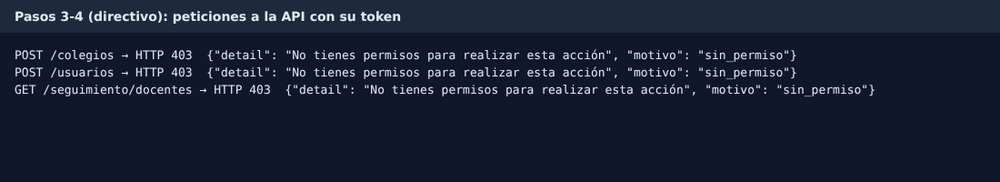 Pasos 3-4 (directivo): peticiones a la API con su token
POST /colegios → HTTP 403  {"detail": "No tienes permisos para realizar esta acción", "motivo": "sin_permiso"}
POST /usuarios → HTTP 403  {"detail": "No tienes permisos para realizar esta acción", "motivo": "sin_permiso"}
GET /seguimiento/docentes → HTTP 403  {"detail": "No tienes permisos para realizar esta acción", "motivo": "sin_permiso"}